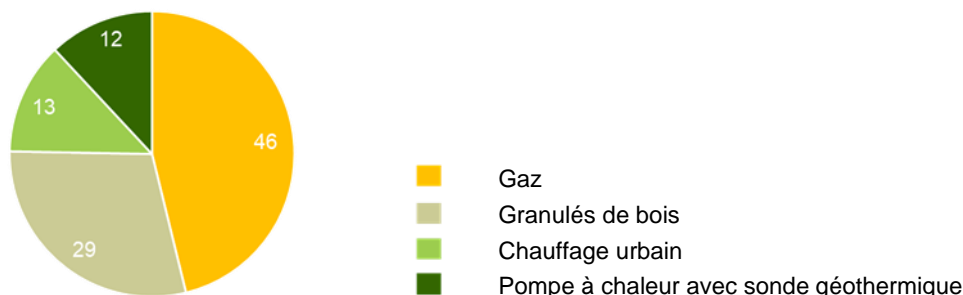 12
13
46
29
Gaz
Granulés de bois
Chauffage urbain
Pompe à chaleur avec sonde géothermique